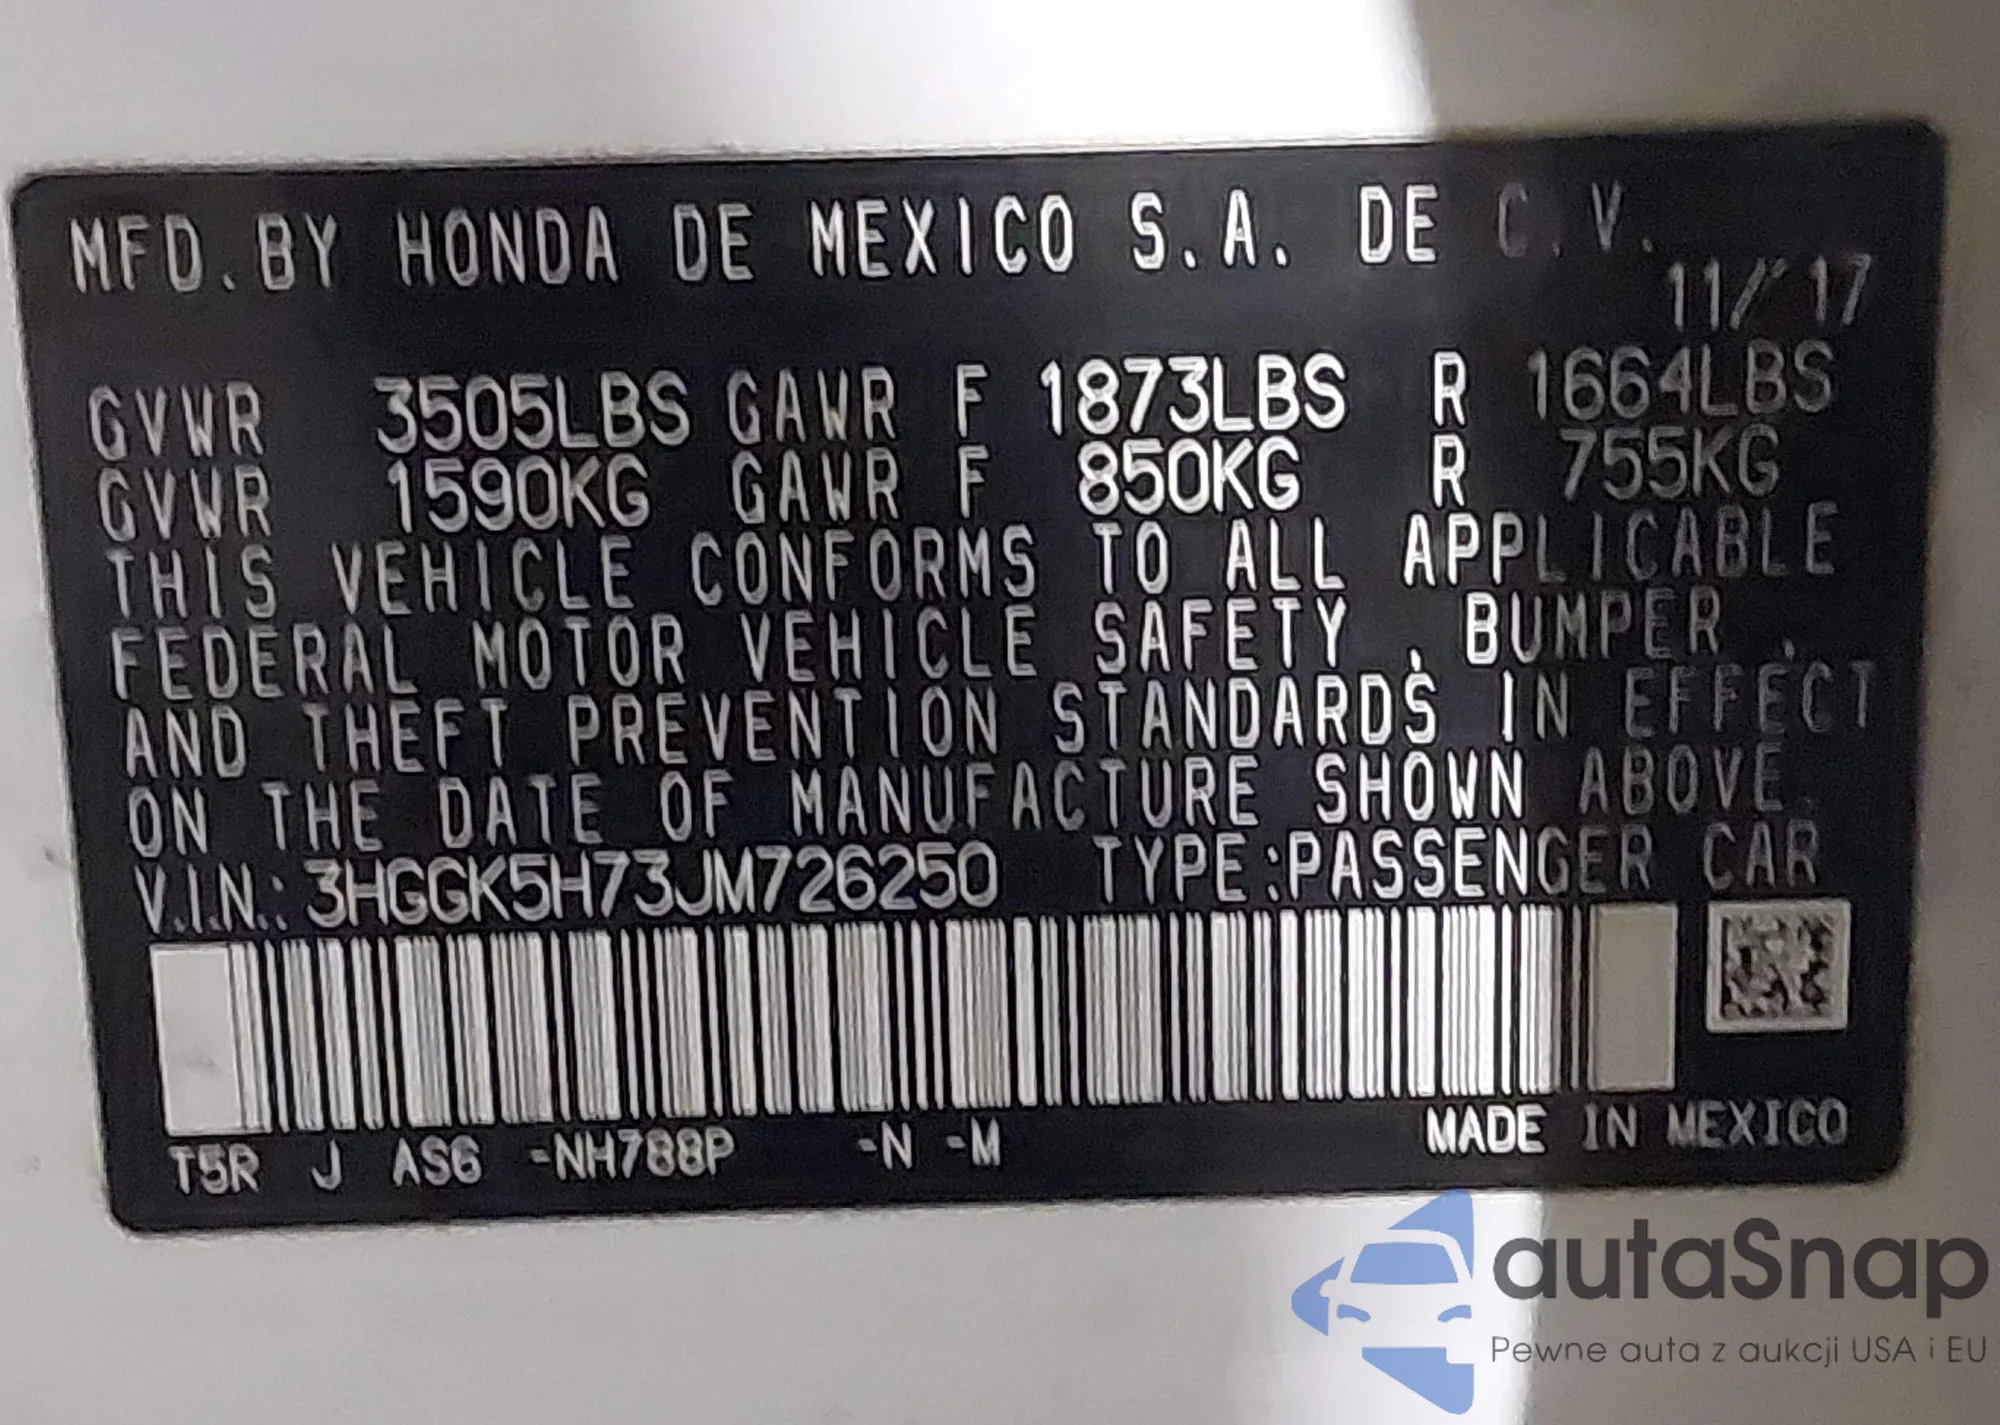 MFD.BY HONDA DE MEXICO S.A. DE C.V.
11/'17
GVWR 3505LBS GAWR F 1873LBS R 1664LBS
GVWR 1590KG GAWR F 850KG R 755KG
THIS VEHICLE CONFORMS TO ALL APPLICABLE
FEDERAL MOTOR VEHICLE SAFETY , BUMPER ,
AND THEFT PREVENTION STANDARDS IN EFFECT
ON THE DATE OF MANUFACTURE SHOWN ABOVE.
V.I.N.: 3HGGK5H73JM726250 TYPE:PASSENGER CAR
T5R J AS6 -NH788P -N -M MADE IN MEXICO
autaSnap
Pewne auta z aukcji USA i EU